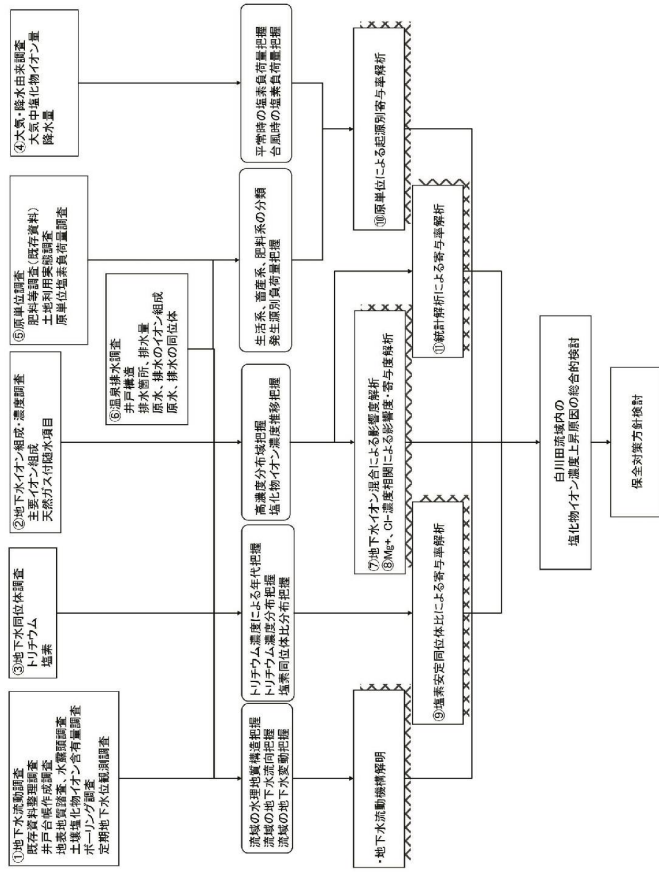 ①地下水流動調査
既存資料整理調査
井戸台帳作成調査
地表地質踏査、水露頭調査
土壌塩化物イオン含有量調査
ボーリング調査
定期地下水位観測調査
③地下水同位体調査
トリチウム
塩素
②地下水イオン組成・濃度調査
主要イオン組成
天然ガス付随水項目
⑤原単位調査
肥料等調査(既存資料)
土地利用実態調査
原単位塩素負荷量調査
④大気・降水由来調査
大気中塩化物イオン量
降水量
⑥温泉排水調査
井戸構造
排水箇所、排水量
原水、排水のイオン組成
原水、排水の同位体
流域の水理地質構造把握
流域の地下水流向把握
流域の地下水変動把握
トリチウム濃度による年代把握
トリチウム濃度分布把握
塩素同位体比分布把握
高濃度分布域把握
塩化物イオン濃度推移把握
生活系、畜産系、肥料系の分類
発生源別負荷量把握
平常時の塩素負荷量把握
台風時の塩素負荷量把握
・地下水流動機構解明
⑦地下水イオン混合による影響度解析
⑧Mg+、Cl-濃度相関による影響度・寄与度解析
⑩原単位による起源別寄与率解析
⑨塩素安定同位体比による寄与率解析
⑪統計解析による寄与率解析
白川田流域内の
塩化物イオン濃度上昇原因の総合的検討
保全対策方針検討